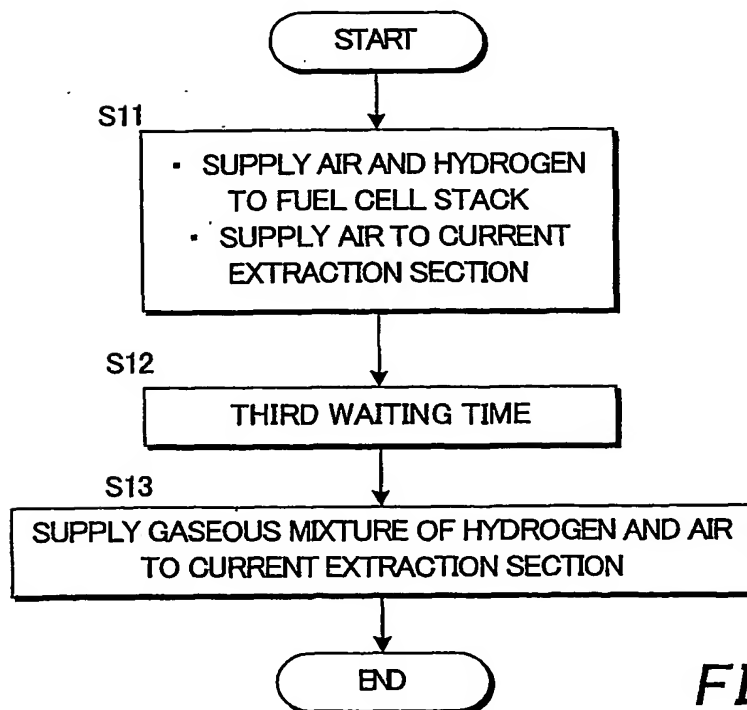 START
S11
· SUPPLY AIR AND HYDROGEN
TO FUEL CELL STACK
· SUPPLY AIR TO CURRENT
EXTRACTION SECTION
S12
THIRD WAITING TIME
S13
SUPPLY GASEOUS MIXTURE OF HYDROGEN AND AIR
TO CURRENT EXTRACTION SECTION
END